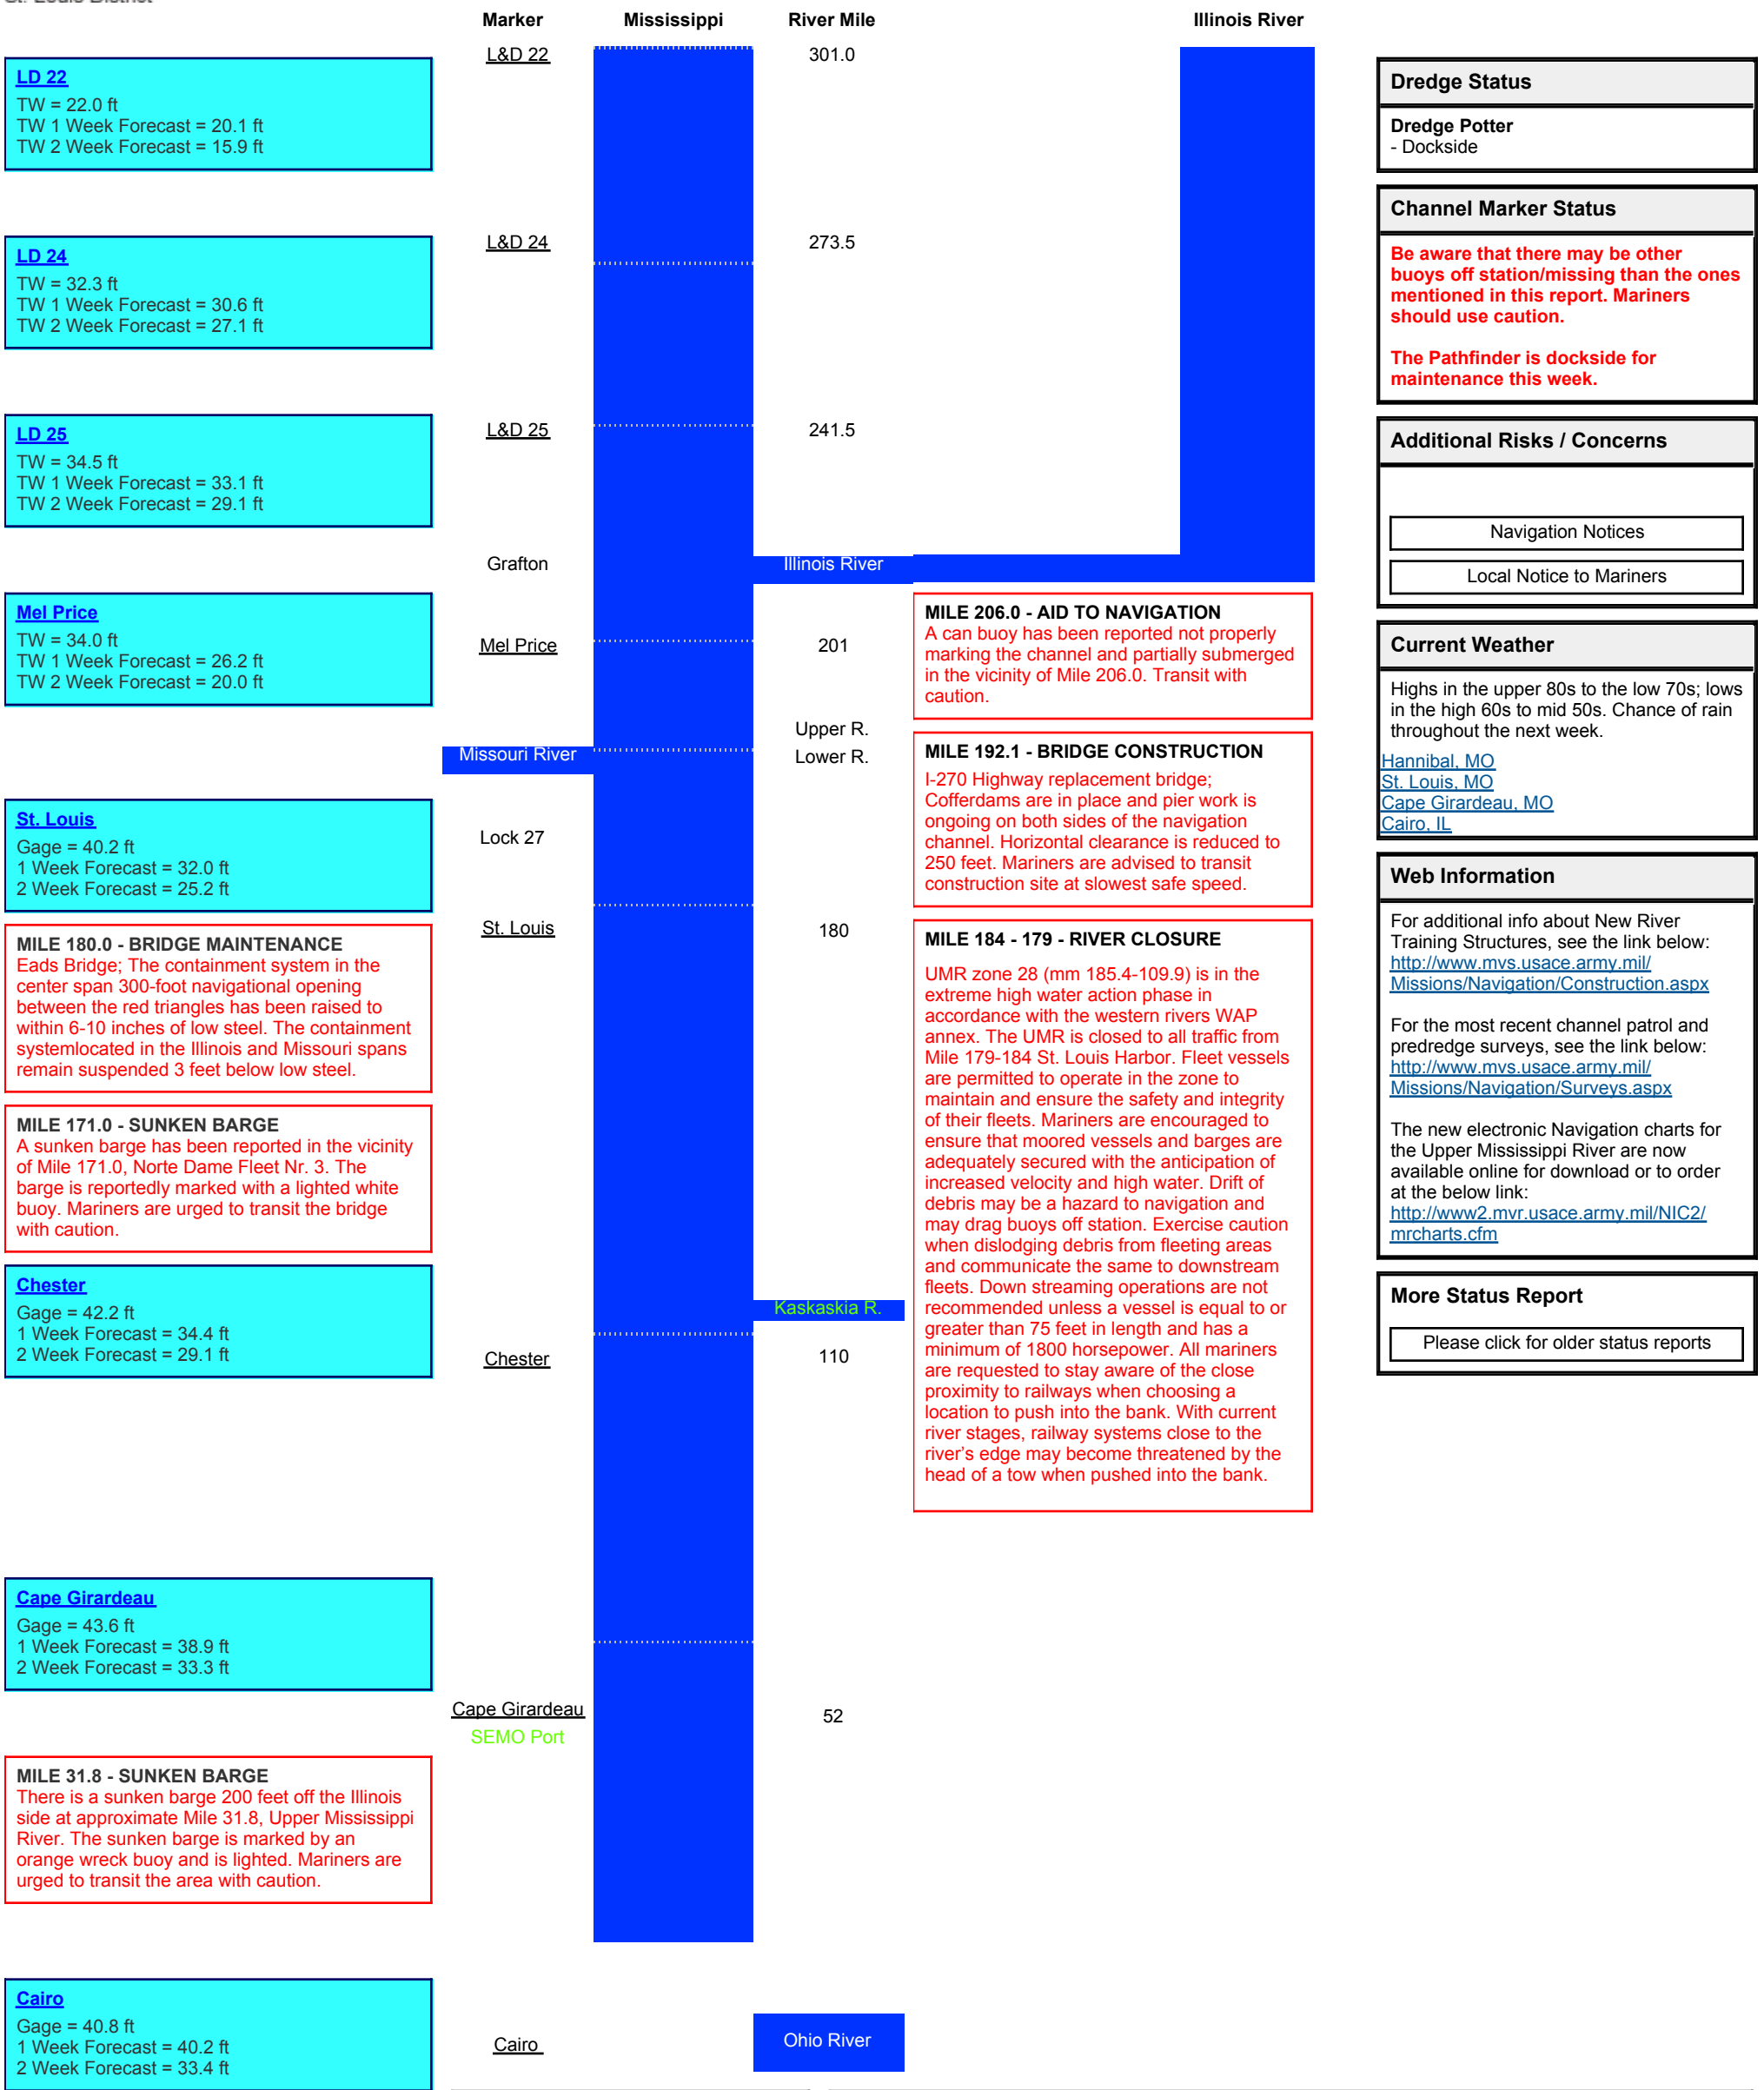 St. Louis District
Marker
Mississippi
River Mile
Illinois River
LD 22
TW = 22.0 ft
TW 1 Week Forecast = 20.1 ft
TW 2 Week Forecast = 15.9 ft
LD 24
TW = 32.3 ft
TW 1 Week Forecast = 30.6 ft
TW 2 Week Forecast = 27.1 ft
LD 25
TW = 34.5 ft
TW 1 Week Forecast = 33.1 ft
TW 2 Week Forecast = 29.1 ft
Mel Price
TW = 34.0 ft
TW 1 Week Forecast = 26.2 ft
TW 2 Week Forecast = 20.0 ft
St. Louis
Gage = 40.2 ft
1 Week Forecast = 32.0 ft
2 Week Forecast = 25.2 ft
MILE 180.0 - BRIDGE MAINTENANCE
Eads Bridge; The containment system in the
center span 300-foot navigational opening
between the red triangles has been raised to
within 6-10 inches of low steel. The containment
systemlocated in the Illinois and Missouri spans
remain suspended 3 feet below low steel.
MILE 171.0 - SUNKEN BARGE
A sunken barge has been reported in the vicinity
of Mile 171.0, Norte Dame Fleet Nr. 3. The
barge is reportedly marked with a lighted white
buoy. Mariners are urged to transit the bridge
with caution.
Chester
Gage = 42.2 ft
1 Week Forecast = 34.4 ft
2 Week Forecast = 29.1 ft
Cape Girardeau
Gage = 43.6 ft
1 Week Forecast = 38.9 ft
2 Week Forecast = 33.3 ft
MILE 31.8 - SUNKEN BARGE
There is a sunken barge 200 feet off the Illinois
side at approximate Mile 31.8, Upper Mississippi
River. The sunken barge is marked by an
orange wreck buoy and is lighted. Mariners are
urged to transit the area with caution.
Cairo
Gage = 40.8 ft
1 Week Forecast = 40.2 ft
2 Week Forecast = 33.4 ft
L&D 22
L&D 24
L&D 25
Grafton
Mel Price
Missouri River
Lock 27
St. Louis
Chester
Cape Girardeau
SEMO Port
Cairo
301.0
273.5
241.5
Illinois River
201
Upper R.
Lower R.
180
Kaskaskia R.
110
52
Ohio River
MILE 206.0 - AID TO NAVIGATION
A can buoy has been reported not properly
marking the channel and partially submerged
in the vicinity of Mile 206.0. Transit with
caution.
MILE 192.1 - BRIDGE CONSTRUCTION
I-270 Highway replacement bridge;
Cofferdams are in place and pier work is
ongoing on both sides of the navigation
channel. Horizontal clearance is reduced to
250 feet. Mariners are advised to transit
construction site at slowest safe speed.
MILE 184 - 179 - RIVER CLOSURE
UMR zone 28 (mm 185.4-109.9) is in the
extreme high water action phase in
accordance with the western rivers WAP
annex. The UMR is closed to all traffic from
Mile 179-184 St. Louis Harbor. Fleet vessels
are permitted to operate in the zone to
maintain and ensure the safety and integrity
of their fleets. Mariners are encouraged to
ensure that moored vessels and barges are
adequately secured with the anticipation of
increased velocity and high water. Drift of
debris may be a hazard to navigation and
may drag buoys off station. Exercise caution
when dislodging debris from fleeting areas
and communicate the same to downstream
fleets. Down streaming operations are not
recommended unless a vessel is equal to or
greater than 75 feet in length and has a
minimum of 1800 horsepower. All mariners
are requested to stay aware of the close
proximity to railways when choosing a
location to push into the bank. With current
river stages, railway systems close to the
river's edge may become threatened by the
head of a tow when pushed into the bank.
Dredge Status
Dredge Potter
- Dockside
Channel Marker Status
Be aware that there may be other
buoys off station/missing than the ones
mentioned in this report. Mariners
should use caution.
The Pathfinder is dockside for
maintenance this week.
Additional Risks / Concerns
Navigation Notices
Local Notice to Mariners
Current Weather
Highs in the upper 80s to the low 70s; lows
in the high 60s to mid 50s. Chance of rain
throughout the next week.
Hannibal, MO
St. Louis, MO
Cape Girardeau, MO
Cairo, IL
Web Information
For additional info about New River
Training Structures, see the link below:
http://www.mvs.usace.army.mil/
Missions/Navigation/Construction.aspx
For the most recent channel patrol and
predredge surveys, see the link below:
http://www.mvs.usace.army.mil/
Missions/Navigation/Surveys.aspx
The new electronic Navigation charts for
the Upper Mississippi River are now
available online for download or to order
at the below link:
http://www2.mvr.usace.army.mil/NIC2/
mrcharts.cfm
More Status Report
Please click for older status reports